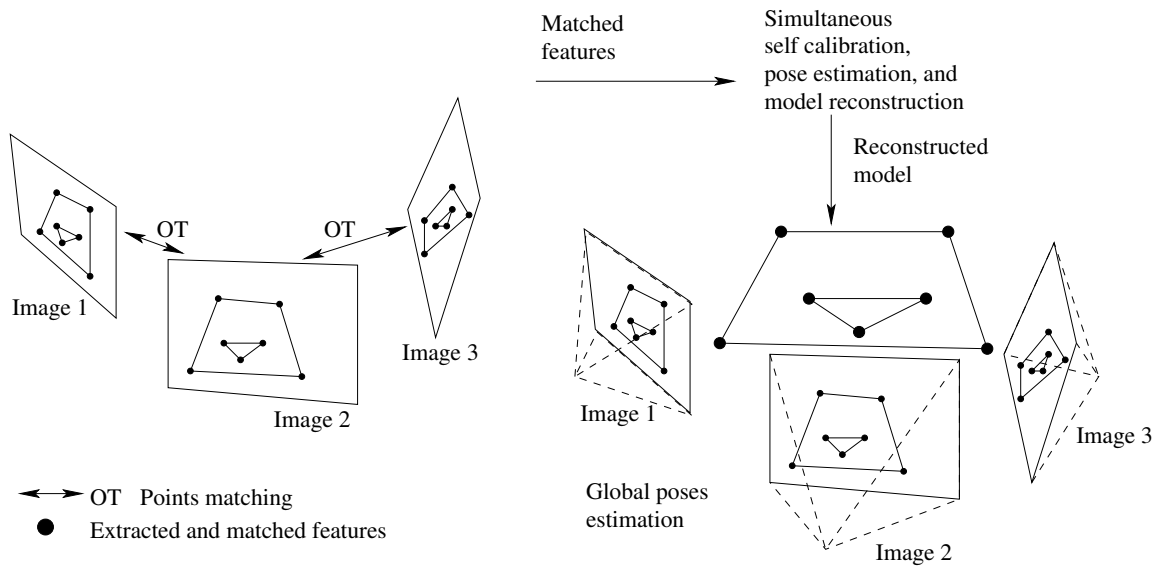 Matched
features
Simultaneous
self calibration,
pose estimation, and
model reconstruction
Reconstructed
model
OT
OT
Image 1
Image 2
Image 3
OT Points matching
Extracted and matched features
Image 1
Image 2
Image 3
Global poses
estimation